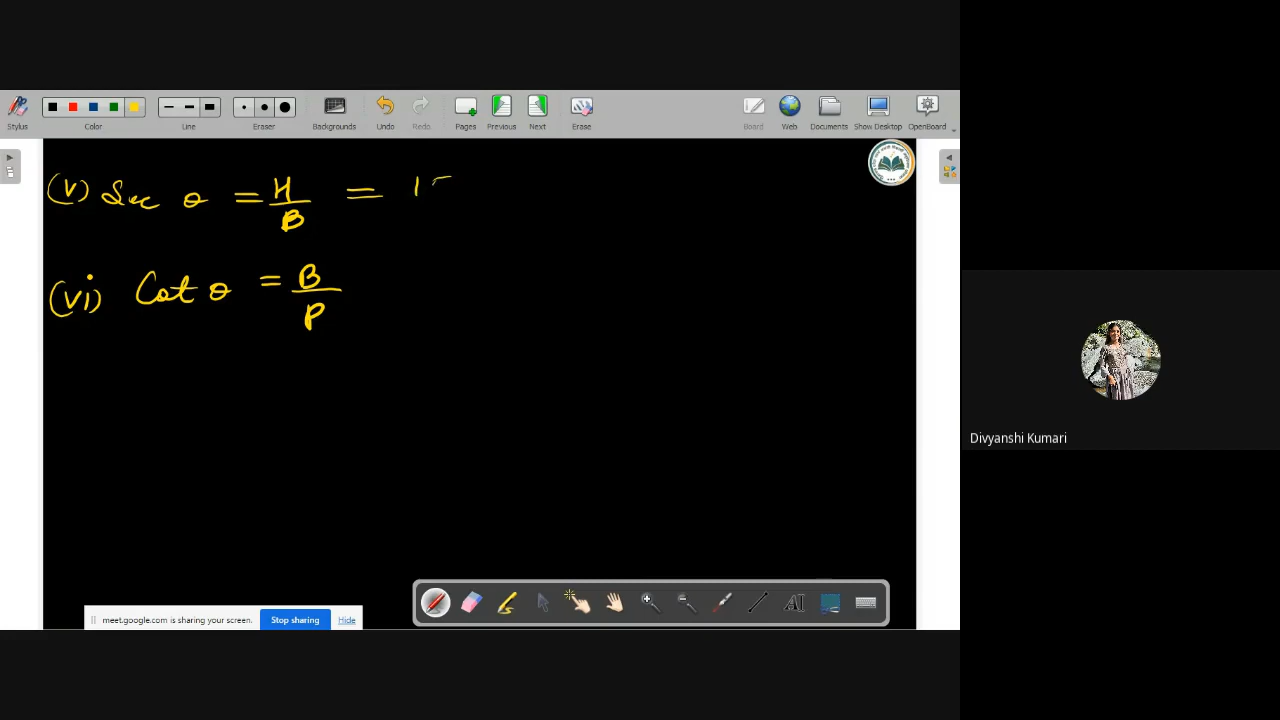 Stylus Color Line Eraser Backgrounds Undo Redo Pages Previous Next Erase Board Web Documents Show Desktop OpenBoard
(v) Sec θ = H/B = 1
(vi) Cot θ = B/P
Divyanshi Kumari
meet.google.com is sharing your screen. Stop sharing Hide